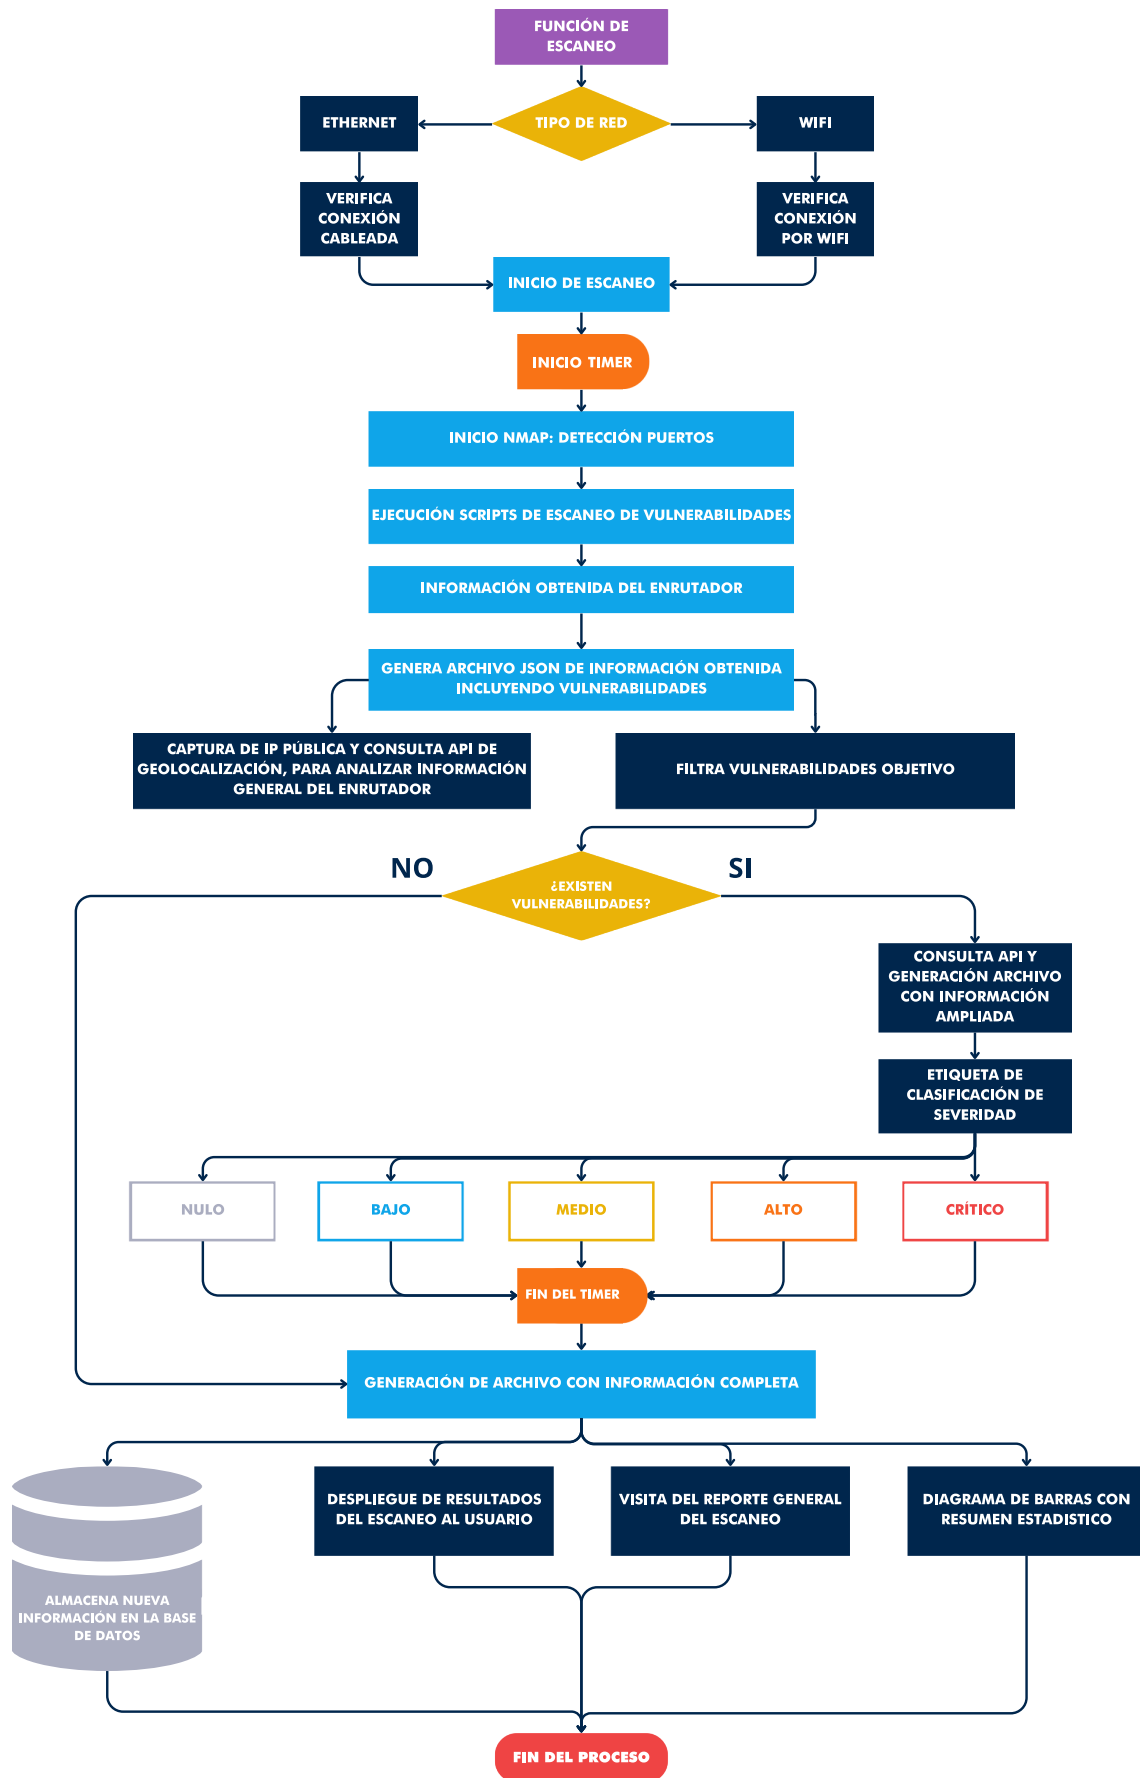 FUNCIÓN DE
ESCANEO
TIPO DE RED
ETHERNET
WIFI
VERIFICA
CONEXIÓN
CABLEADA
VERIFICA
CONEXIÓN
POR WIFI
INICIO DE ESCANEO
INICIO TIMER
INICIO NMAP: DETECCIÓN PUERTOS
EJECUCIÓN SCRIPTS DE ESCANEO DE VULNERABILIDADES
INFORMACIÓN OBTENIDA DEL ENRUTADOR
GENERA ARCHIVO JSON DE INFORMACIÓN OBTENIDA
INCLUYENDO VULNERABILIDADES
CAPTURA DE IP PÚBLICA Y CONSULTA API DE
GEOLOCALIZACIÓN, PARA ANALIZAR INFORMACIÓN
GENERAL DEL ENRUTADOR
FILTRA VULNERABILIDADES OBJETIVO
NO
SI
¿EXISTEN
VULNERABILIDADES?
CONSULTA API Y
GENERACIÓN ARCHIVO
CON INFORMACIÓN
AMPLIADA
ETIQUETA DE
CLASIFICACIÓN DE
SEVERIDAD
NULO
BAJO
MEDIO
ALTO
CRÍTICO
FIN DEL TIMER
GENERACIÓN DE ARCHIVO CON INFORMACIÓN COMPLETA
ALMACENA NUEVA
INFORMACIÓN EN LA BASE
DE DATOS
DESPLIEGUE DE RESULTADOS
DEL ESCANEO AL USUARIO
VISITA DEL REPORTE GENERAL
DEL ESCANEO
DIAGRAMA DE BARRAS CON
RESUMEN ESTADISTICO
FIN DEL PROCESO